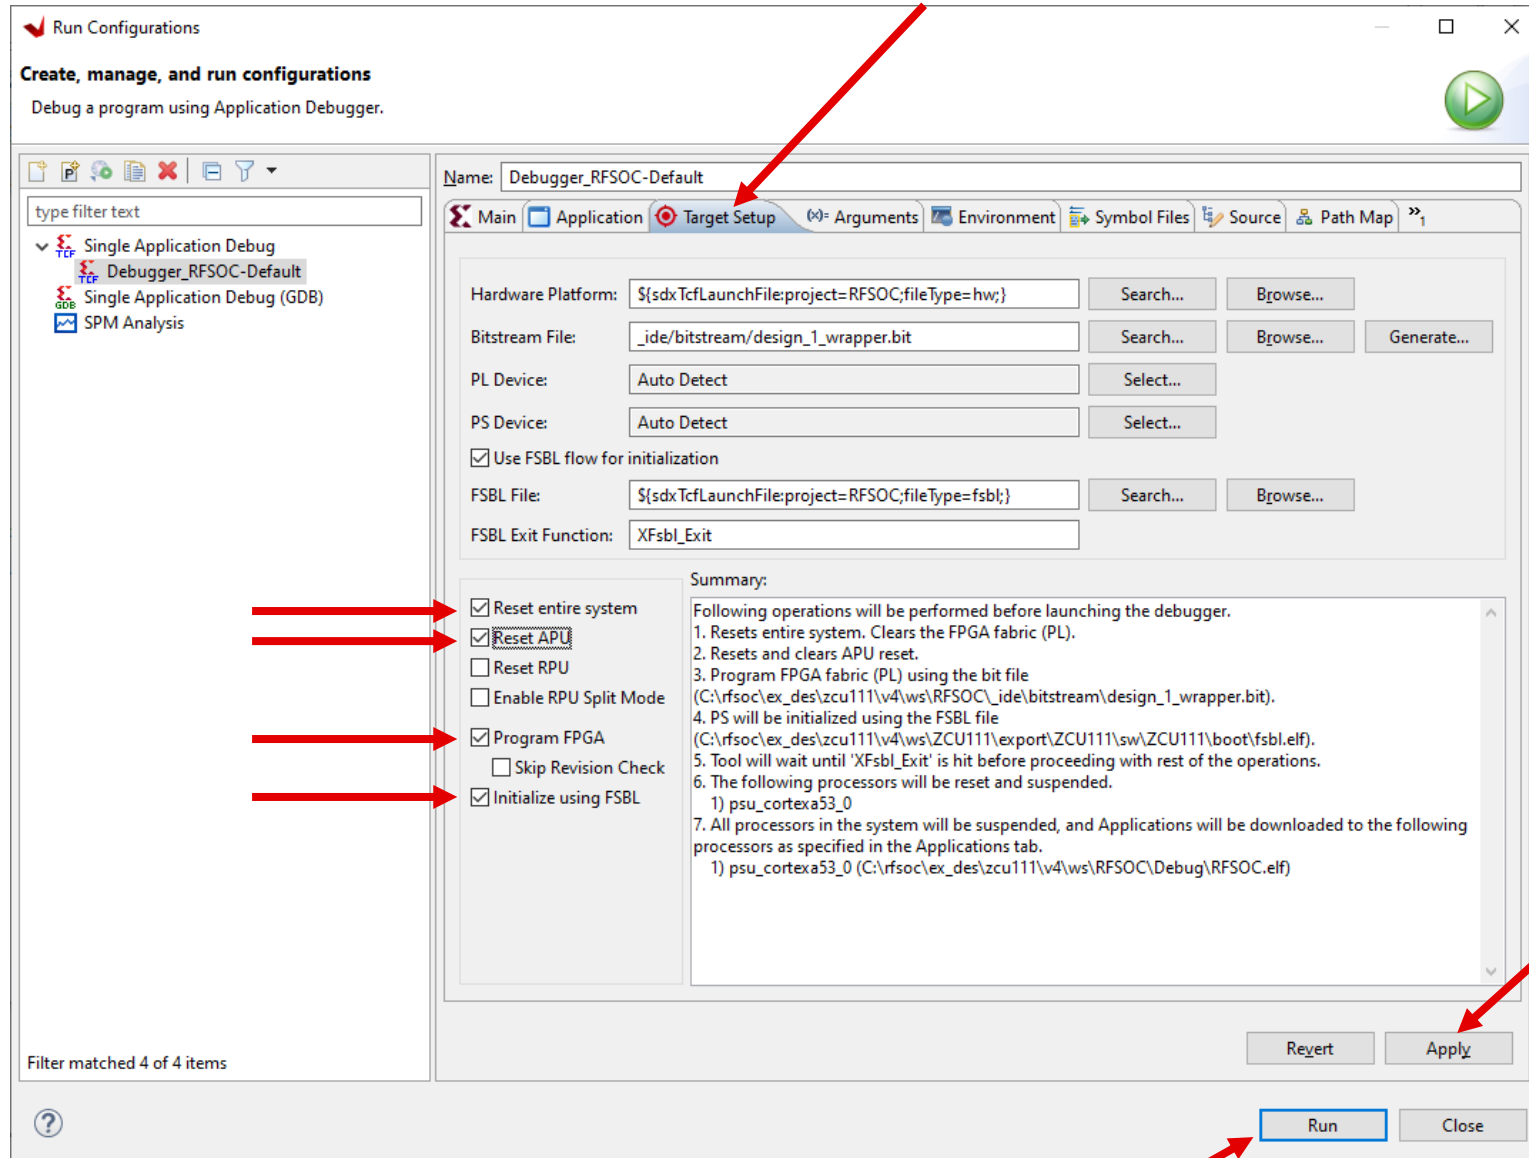 Run Configurations
Create, manage, and run configurations
Debug a program using Application Debugger.
type filter text
Single Application Debug
Debugger_RFSOC-Default
Single Application Debug (GDB)
SPM Analysis
Filter matched 4 of 4 items
Name: Debugger_RFSOC-Default
Main Application Target Setup (x)= Arguments Environment Symbol Files Source Path Map »1
Hardware Platform: ${sdxTcfLaunchFile:project=RFSOC;fileType=hw;} Search... Browse...
Bitstream File: _ide/bitstream/design_1_wrapper.bit Search... Browse... Generate...
PL Device: Auto Detect Select...
PS Device: Auto Detect Select...
Use FSBL flow for initialization
FSBL File: ${sdxTcfLaunchFile:project=RFSOC;fileType=fsbl;} Search... Browse...
FSBL Exit Function: XFsbl_Exit
Reset entire system
Reset APU
Reset RPU
Enable RPU Split Mode
Program FPGA
Skip Revision Check
Initialize using FSBL
Summary:
Following operations will be performed before launching the debugger.
1. Resets entire system. Clears the FPGA fabric (PL).
2. Resets and clears APU reset.
3. Program FPGA fabric (PL) using the bit file
(C:\rfsoc\ex_des\zcu111\v4\ws\RFSOC\_ide\bitstream\design_1_wrapper.bit).
4. PS will be initialized using the FSBL file
(C:\rfsoc\ex_des\zcu111\v4\ws\ZCU111\export\ZCU111\sw\ZCU111\boot\fsbl.elf).
5. Tool will wait until 'XFsbl_Exit' is hit before proceeding with rest of the operations.
6. The following processors will be reset and suspended.
1) psu_cortexa53_0
7. All processors in the system will be suspended, and Applications will be downloaded to the following
processors as specified in the Applications tab.
1) psu_cortexa53_0 (C:\rfsoc\ex_des\zcu111\v4\ws\RFSOC\Debug\RFSOC.elf)
Revert Apply
Run Close